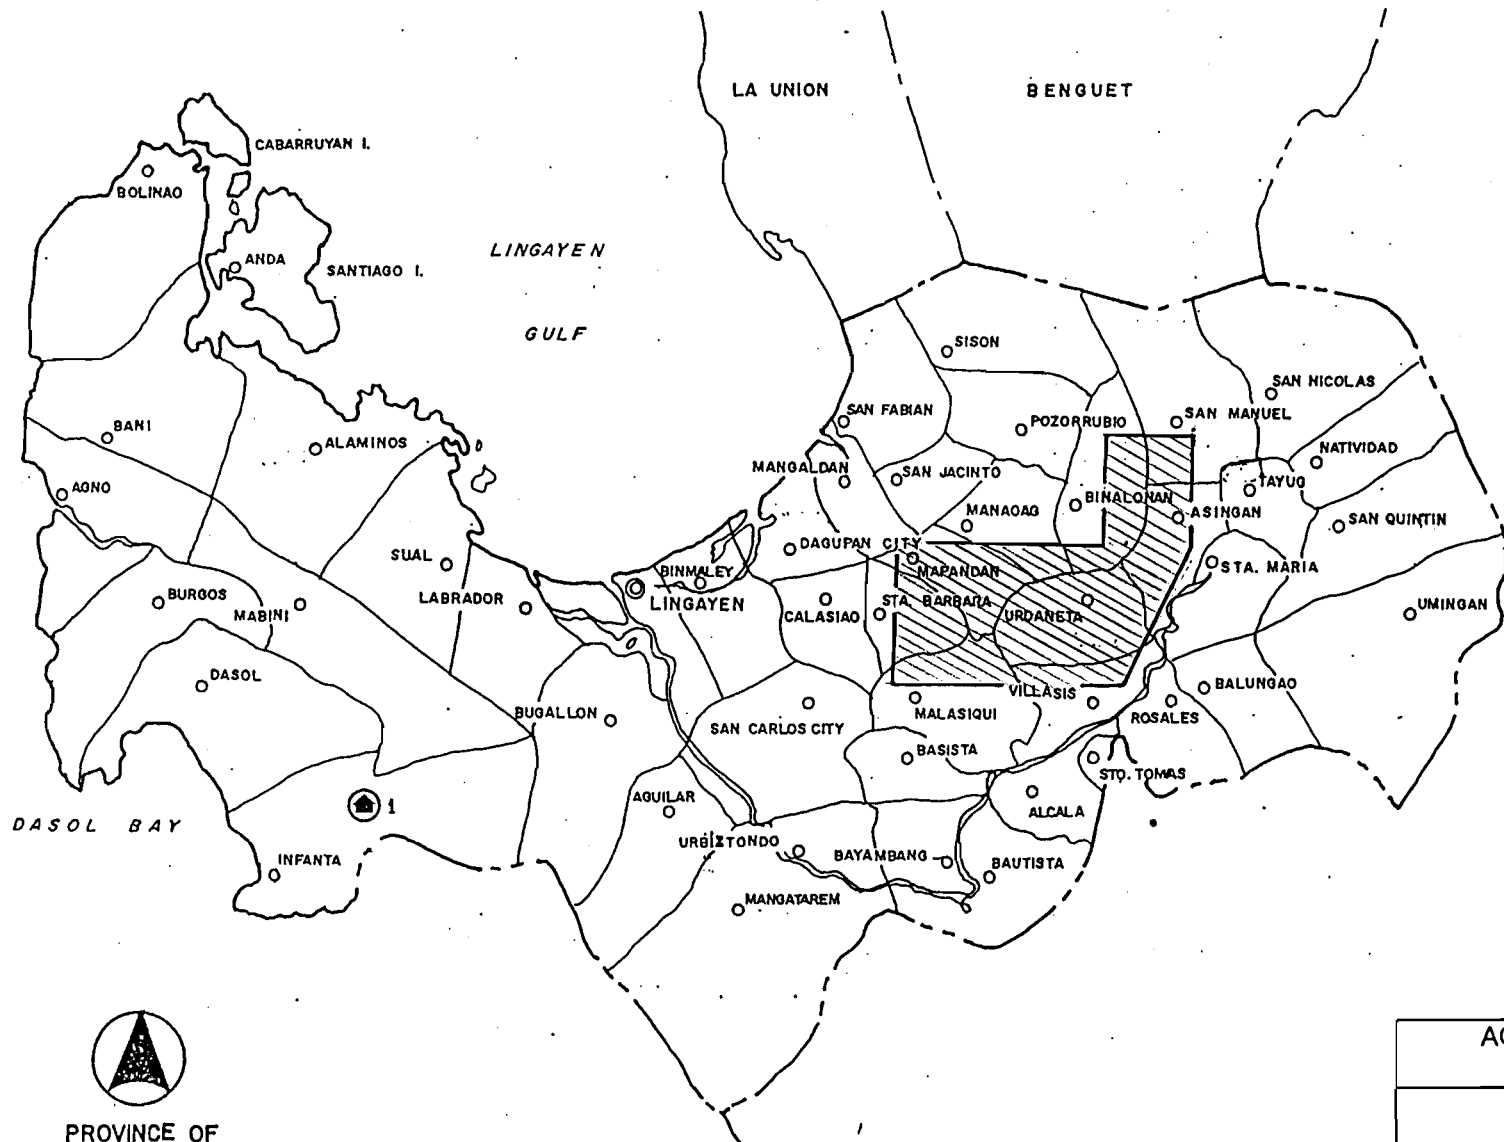 LA UNION
BENGUET
CABARRUYAN I.
BOLINAO
LINGAYEN
GULF
ANDA
SANTIAGO I.
SISON
SAN NICOLAS
SAN FABIAN
POZORRUBIO
SAN MANUEL
BANI
ALAMINOS
NATIVIDAD
MANGALDAN
SAN JACINTO
TAYUG
AGNO
BINALONAN
ASINGAN
MANAOAG
SAN QUINTIN
SUAL
DAGUPAN CITY
BINMALEY
MAPANDAN
STA. MARIA
BURGOS
MABINI
LABRADOR
LINGAYEN
CALASIAO
STA. BARBARA
URDANETA
UMINGAN
DASOL
BALUNGAO
VILLASIS
MALASIQUI
ROSALES
BUGALLON
SAN CARLOS CITY
BASISTA
STO. TOMAS
AGUILAR
1
ALCALA
DASOL BAY
URBIZTONDO
INFANTA
BAYAMBANG
BAUTISTA
MANGATAREM
PROVINCE OF